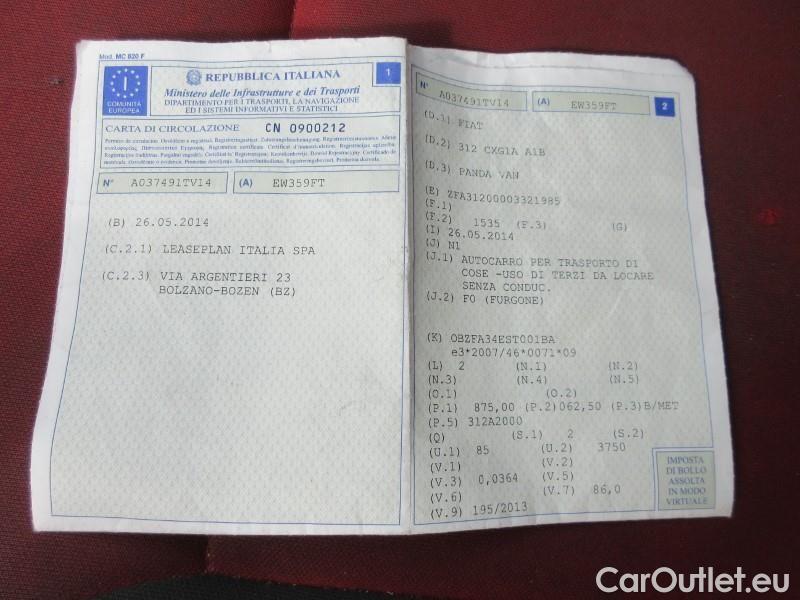 Mod. MC 820 F
I
COMUNITÀ
EUROPEA
REPUBBLICA ITALIANA
1
Ministero delle Infrastrutture e dei Trasporti
DIPARTIMENTO PER I TRASPORTI, LA NAVIGAZIONE
ED I SISTEMI INFORMATIVI E STATISTICI
CARTA DI CIRCOLAZIONE CN 0900212
N° A037491TV14 (A) EW359FT
(B) 26.05.2014
(C.2.1) LEASEPLAN ITALIA SPA
(C.2.3) VIA ARGENTIERI 23
BOLZANO-BOZEN (BZ)
N° A037491TV14 (A) EW359FT 2
(D.1) FIAT
(D.2) 312 CXG1A A1B
(D.3) PANDA VAN
(E) ZFA31200003321985
(F.1)
(F.2) 1535 (F.3) (G)
(I) 26.05.2014
(J) N1
(J.1) AUTOCARRO PER TRASPORTO DI
COSE -USO DI TERZI DA LOCARE
SENZA CONDUC.
(J.2) F0 (FURGONE)
(K) OBZFA34EST001BA
e3*2007/46*0071*09
(L) 2 (N.1) (N.2)
(N.3) (N.4) (N.5)
(O.1) (O.2)
(P.1) 875,00 (P.2)062,50 (P.3)B/MET
(P.5) 312A2000
(Q) (S.1) 2 (S.2)
(U.1) 85 (U.2) 3750
(V.1) (V.2)
(V.3) 0,0364 (V.5)
(V.6) (V.7) 86,0
(V.9) 195/2013
IMPOSTA
DI BOLLO
ASSOLTA
IN MODO
VIRTUALE
CarOutlet.eu